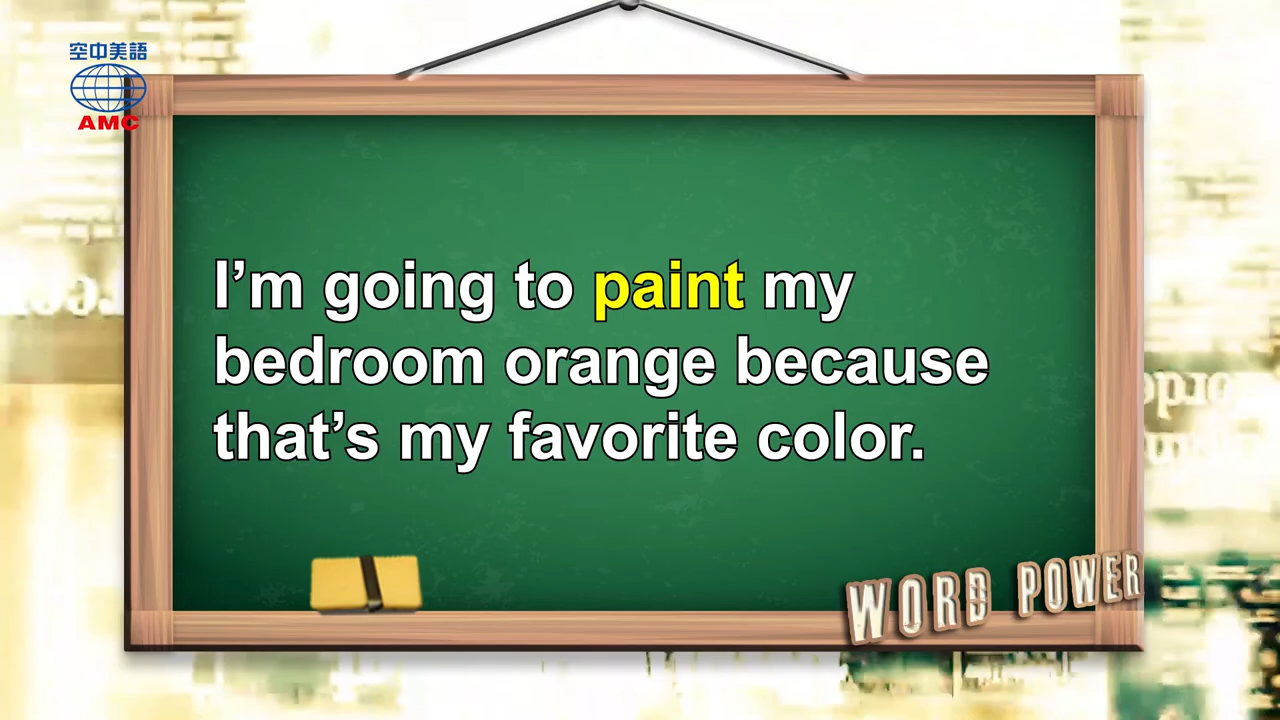 空中美語
AMC
I’m going to paint my
bedroom orange because
that’s my favorite color.
WORD POWER